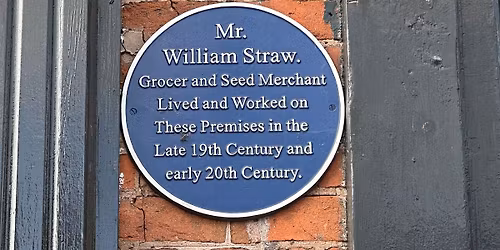 Mr.
William Straw.
Grocer and Seed Merchant
Lived and Worked on
These Premises in the
Late 19th Century and
early 20th Century.